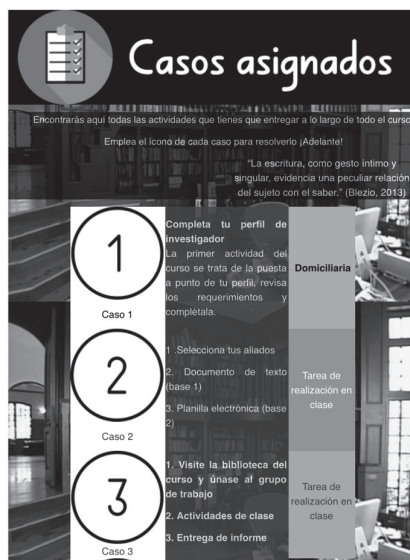 Casos asignados
Encontrarás aquí todas las actividades que tienes que entregar a lo largo de todo el curso
Emplea el ícono de cada caso para resolverlo ¡Adelante!
"La escritura, como gesto íntimo y
singular, evidencia una peculiar relación
del sujeto con el saber," (Blezio, 2013)
1
Caso 1
Completa tu perfil de
investigador
La primer actividad del
curso se trata de la puesta
a punto de tu perfil, revisa
los requerimientos y
complétala.
Domiciliaria
2
Caso 2
1 .Selecciona tus aliados
2. Documento de texto
(base 1)
3. Planilla electrónica (base
2)
Tarea de
realización en
clase
3
Caso 3
1. Visite la biblioteca del
curso y únase al grupo
de trabajo
2. Actividades de clase
3. Entrega de informe
Tarea de
realización en
clase